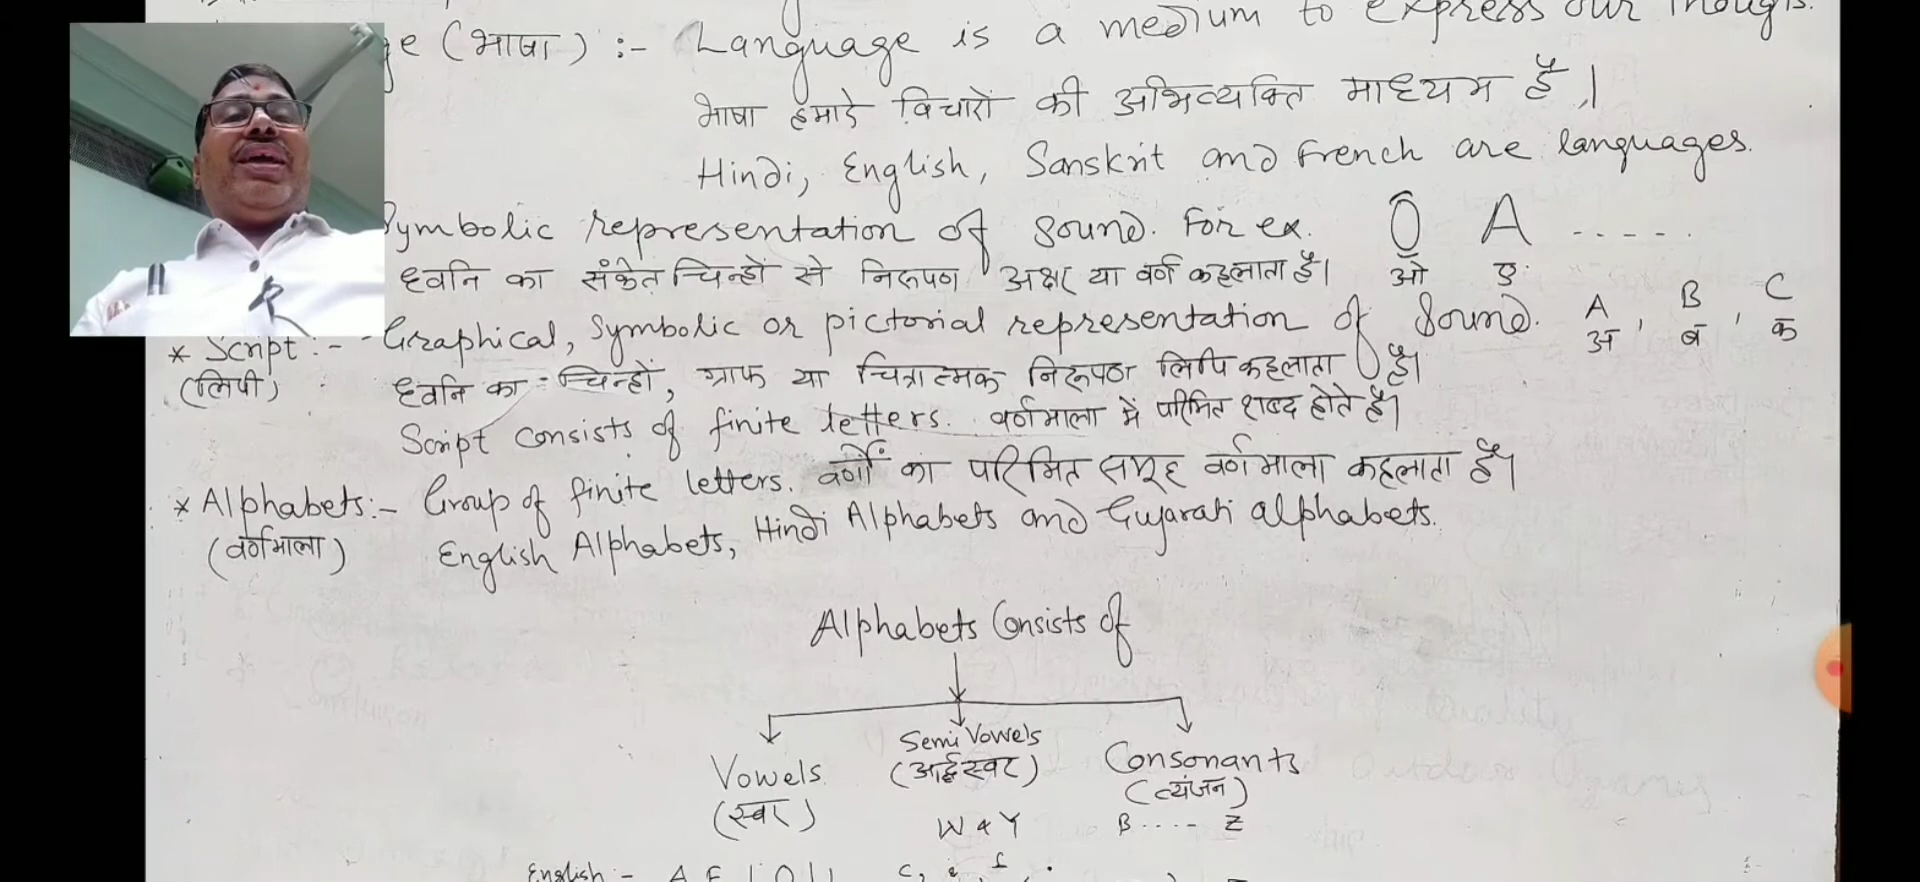 ge (भाषा) :- Language is a medium to express our
भाषा हमारे विचारों की अभिव्यक्ति माध्यम है।
Hindi, English, Sanskrit and French are languages.
Symbolic representation of sound. For ex. O A -----
ध्वनि का संकेत चिन्हों से निरूपण अक्षर या वर्ण कहलाता है। ओ ए
* Script :- Graphical, Symbolic or pictorial representation of Sound. A , B , C
(लिपी) ध्वनि का चिन्हों, ग्राफ या चित्रात्मक निरूपण लिपि कहलाता है। अ ब क
Script consists of finite letters. वर्णमाला में परिमित शब्द होते है।
* Alphabets:- Group of finite letters. वर्णों का परिमित समूह वर्णमाला कहलाता है।
(वर्णमाला) English Alphabets, Hindi Alphabets and Gujarati alphabets.
Alphabets Consists of
Vowels Semi Vowels Consonants
(स्वर) (अर्द्धस्वर) (व्यंजन)
W & Y B .... Z
English :- A E I O U